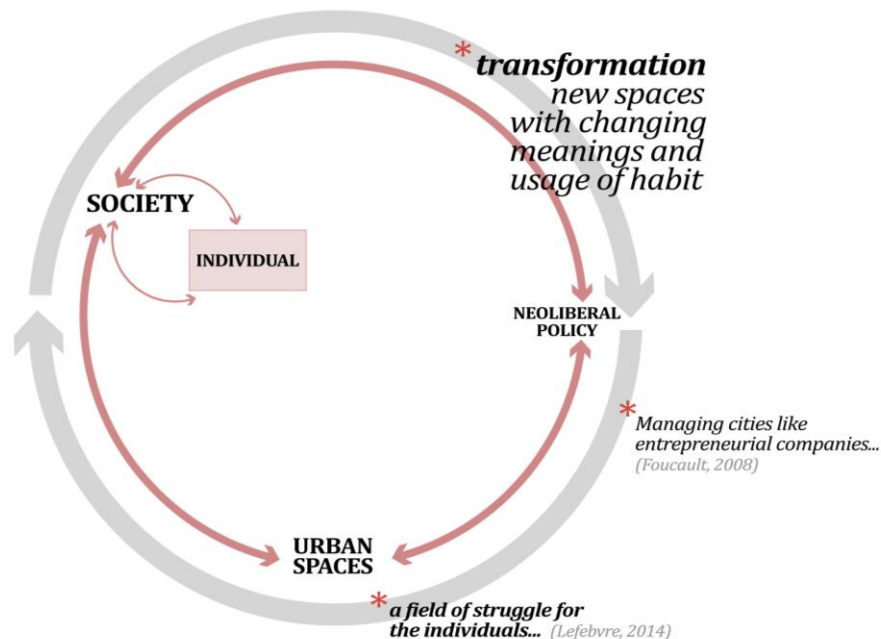 * transformation
new spaces
with changing
meanings and
usage of habit
SOCIETY
INDIVIDUAL
NEOLIBERAL
POLICY
* Managing cities like
entrepreneurial companies...
(Foucault, 2008)
URBAN
SPACES
* a field of struggle for
the individuals... (Lefebvre, 2014)